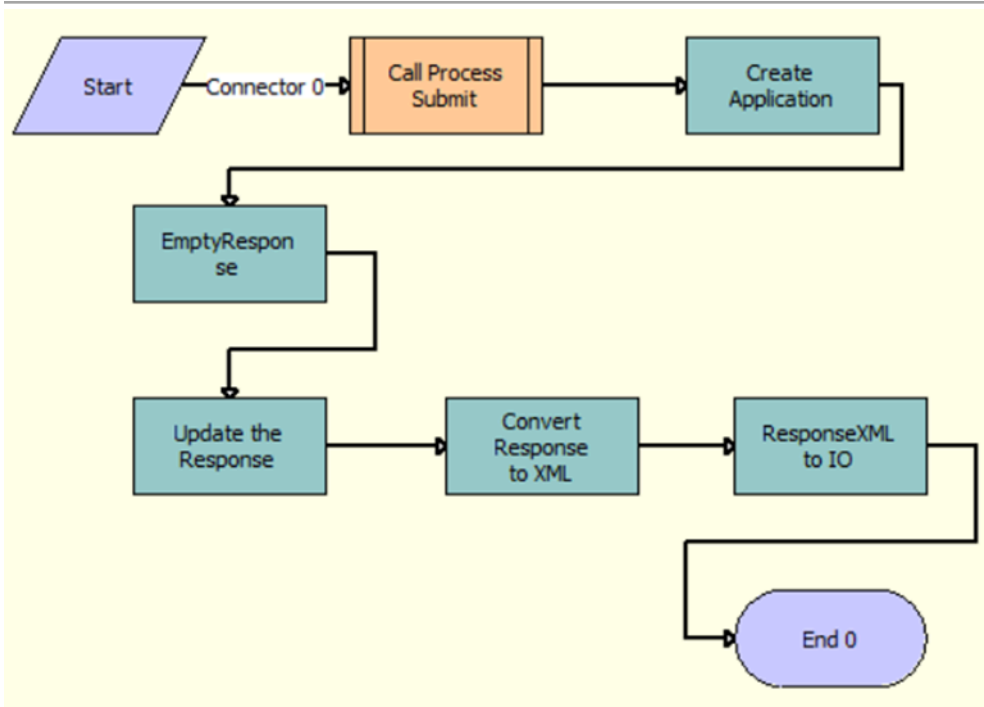 Start
Connector 0
Call Process
Submit
Create
Application
EmptyRespon
se
Update the
Response
Convert
Response
to XML
ResponseXML
to IO
End 0